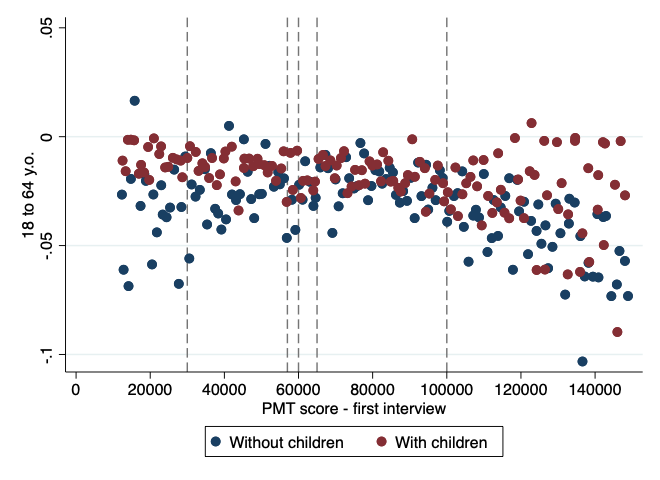 .05
0
-.05
-.1
18 to 64 y.o.
0 20000 40000 60000 80000 100000 120000 140000
PMT score - first interview
Without children With children